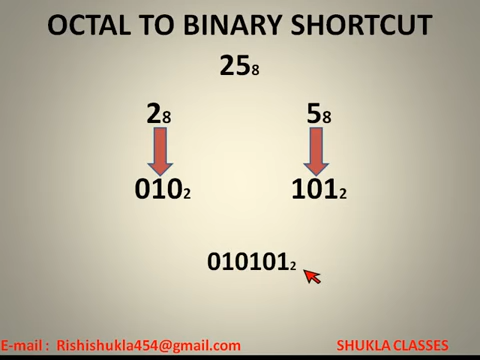 OCTAL TO BINARY SHORTCUT
25₈
2₈ 5₈
010₂ 101₂
010101₂
E-mail : Rishishukla454@gmail.com SHUKLA CLASSES